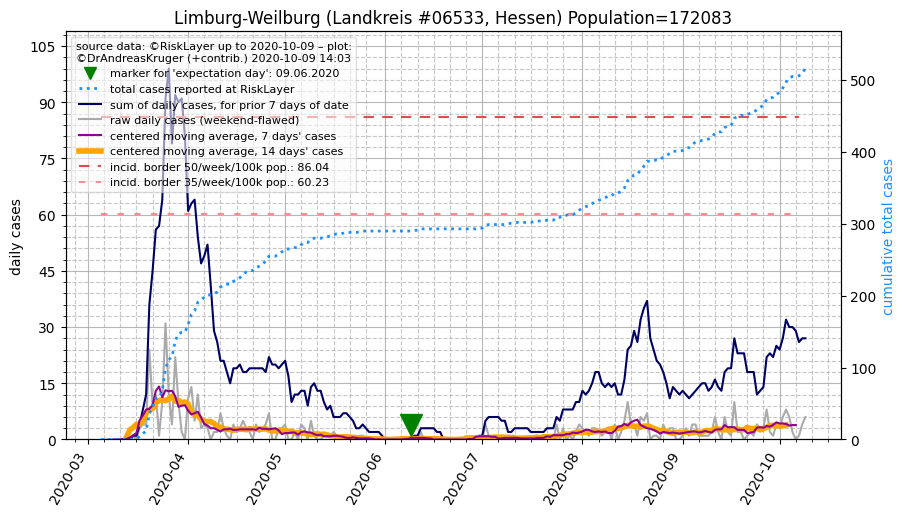 Limburg-Weilburg (Landkreis #06533, Hessen) Population=172083
source data: ©RiskLayer up to 2020-10-09 – plot:
©DrAndreasKruger (+contrib.) 2020-10-09 14:03
marker for 'expectation day': 09.06.2020
total cases reported at RiskLayer
sum of daily cases, for prior 7 days of date
raw daily cases (weekend-flawed)
centered moving average, 7 days' cases
centered moving average, 14 days' cases
incid. border 50/week/100k pop.: 86.04
incid. border 35/week/100k pop.: 60.23
daily cases
105
90
75
60
45
30
15
0
cumulative total cases
500
400
300
200
100
0
2020-03
2020-04
2020-05
2020-06
2020-07
2020-08
2020-09
2020-10